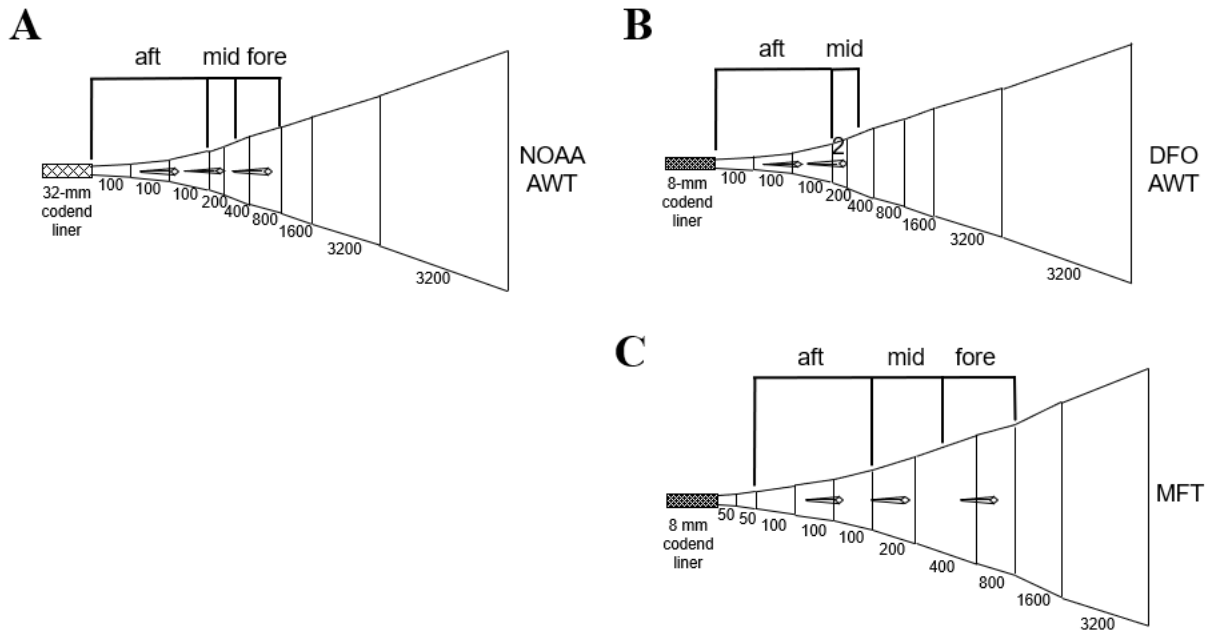 A
aft mid fore
NOAA
AWT
32-mm
codend
liner
100 100 100 200 400 800 1600 3200 3200
B
aft mid
2
DFO
AWT
8-mm
codend
liner
100 100 100 200 400 800 1600 3200 3200
C
aft mid fore
MFT
8 mm
codend
liner
50 50 100 100 100 200 400 800 1600 3200